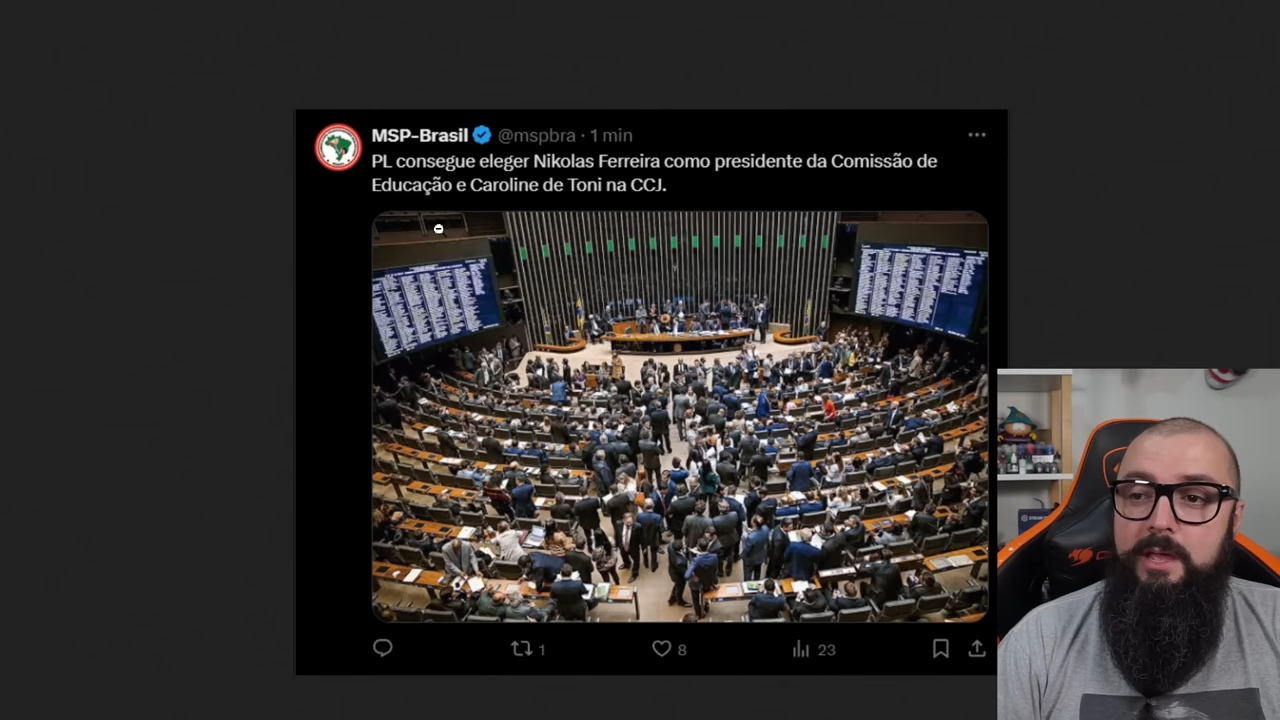 MSP-Brasil @mspbra · 1 min
PL consegue eleger Nikolas Ferreira como presidente da Comissão de
Educação e Caroline de Toni na CCJ.
1
8
23